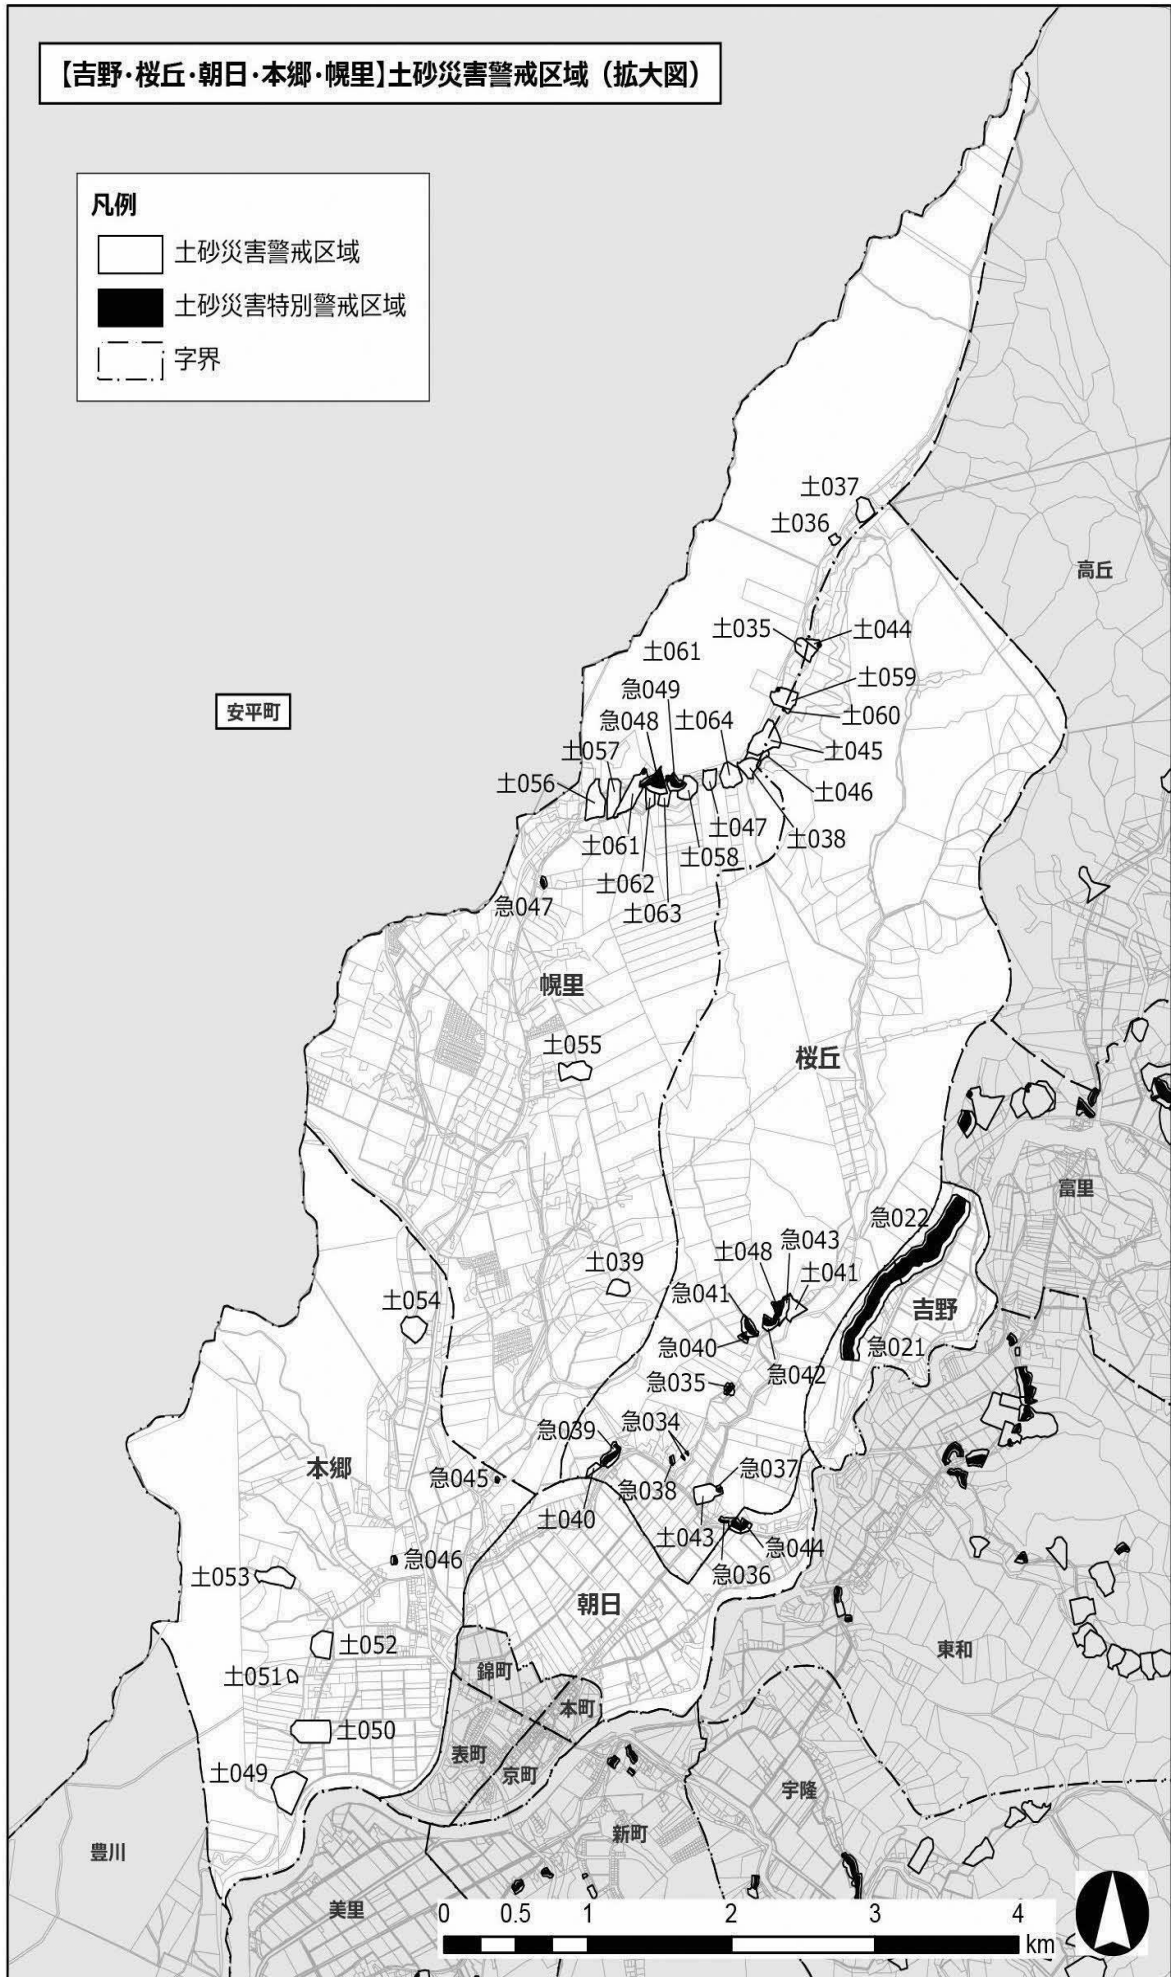 【吉野・桜丘・朝日・本郷・幌里】土砂災害警戒区域（拡大図）
凡例
土砂災害警戒区域
土砂災害特別警戒区域
字界
土037
土036
高丘
土035
土044
土061
土059
急049
安平町
急048
土064
土060
土057
土045
土056
土046
土061
土047
土038
土058
土062
急047
土063
幌里
土055
桜丘
富里
急022
土048
急043
土039
土041
急041
土054
吉野
急040
急021
急042
急035
急039
急034
本郷
急045
急037
急038
土040
土043
急044
急046
急036
土053
朝日
土052
東和
錦町
土051
本町
土050
表町
土049
京町
宇隆
新町
豊川
美里
0 0.5 1 2 3 4
km